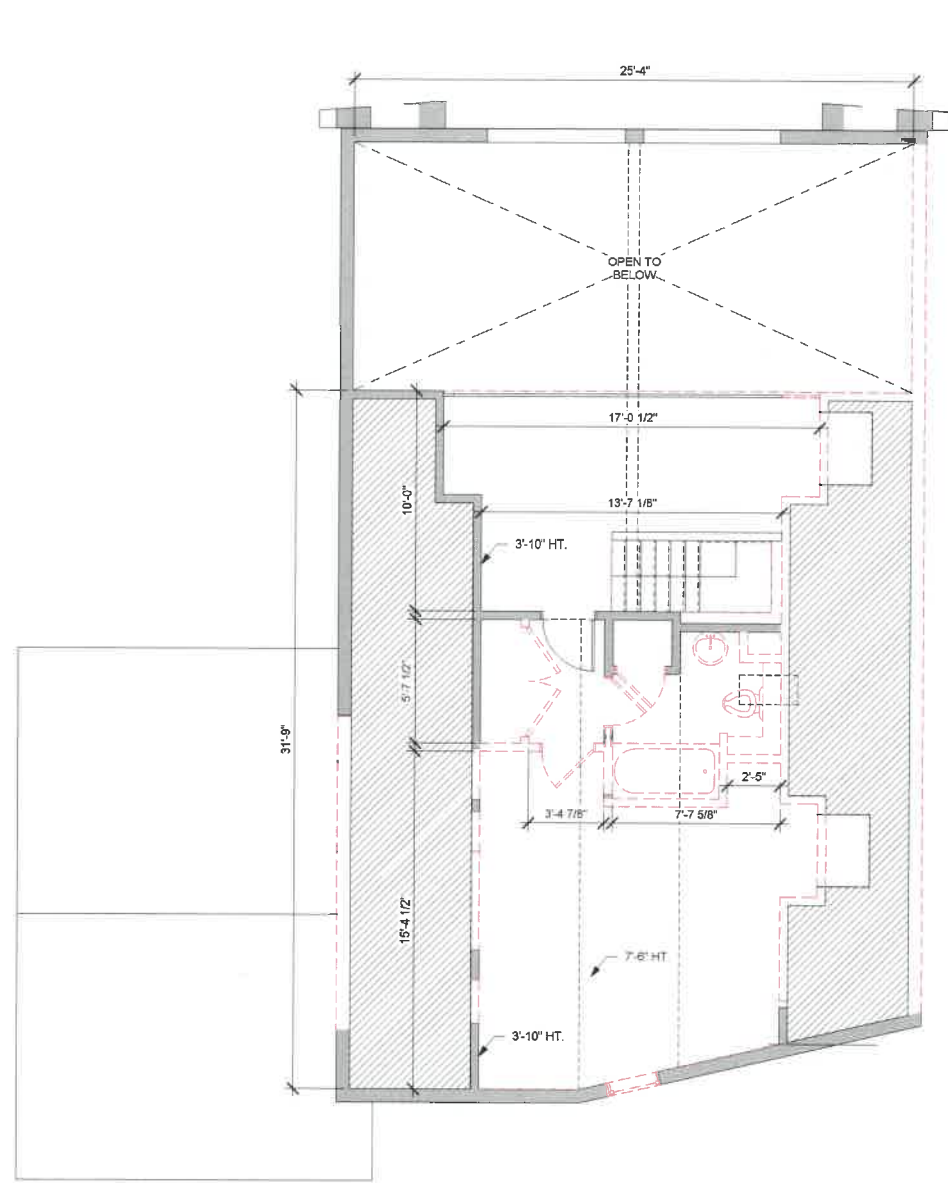 25'-4"
OPEN TO
BELOW
17'-0 1/2"
10'-0"
13'-7 1/8"
3'-10" HT.
5'-7 1/2"
31'-9"
2'-5"
3'-4 7/8"
7'-7 5/8"
15'-4 1/2"
7'-6" HT
3'-10" HT.